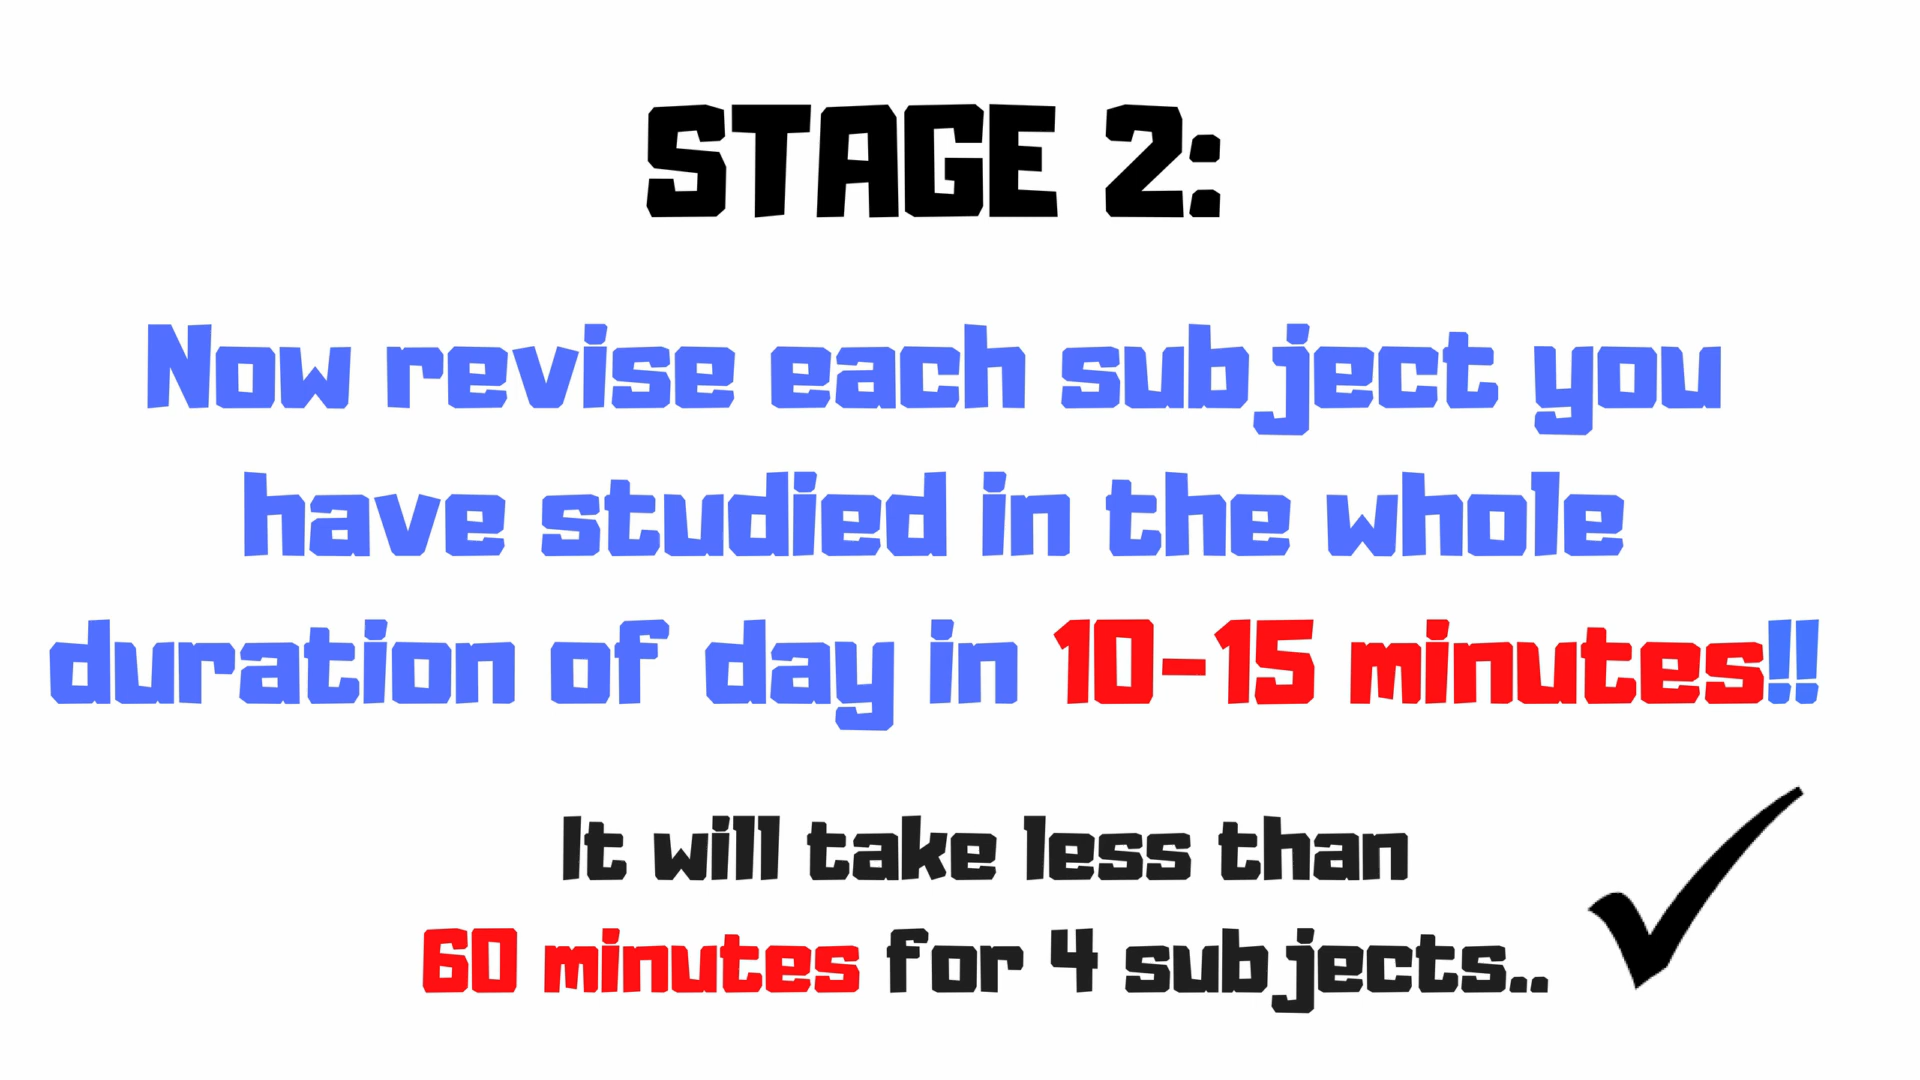 STAGE 2:
Now revise each subject you
have studied in the whole
duration of day in 10-15 minutes!!
It will take less than
60 minutes for 4 subjects..